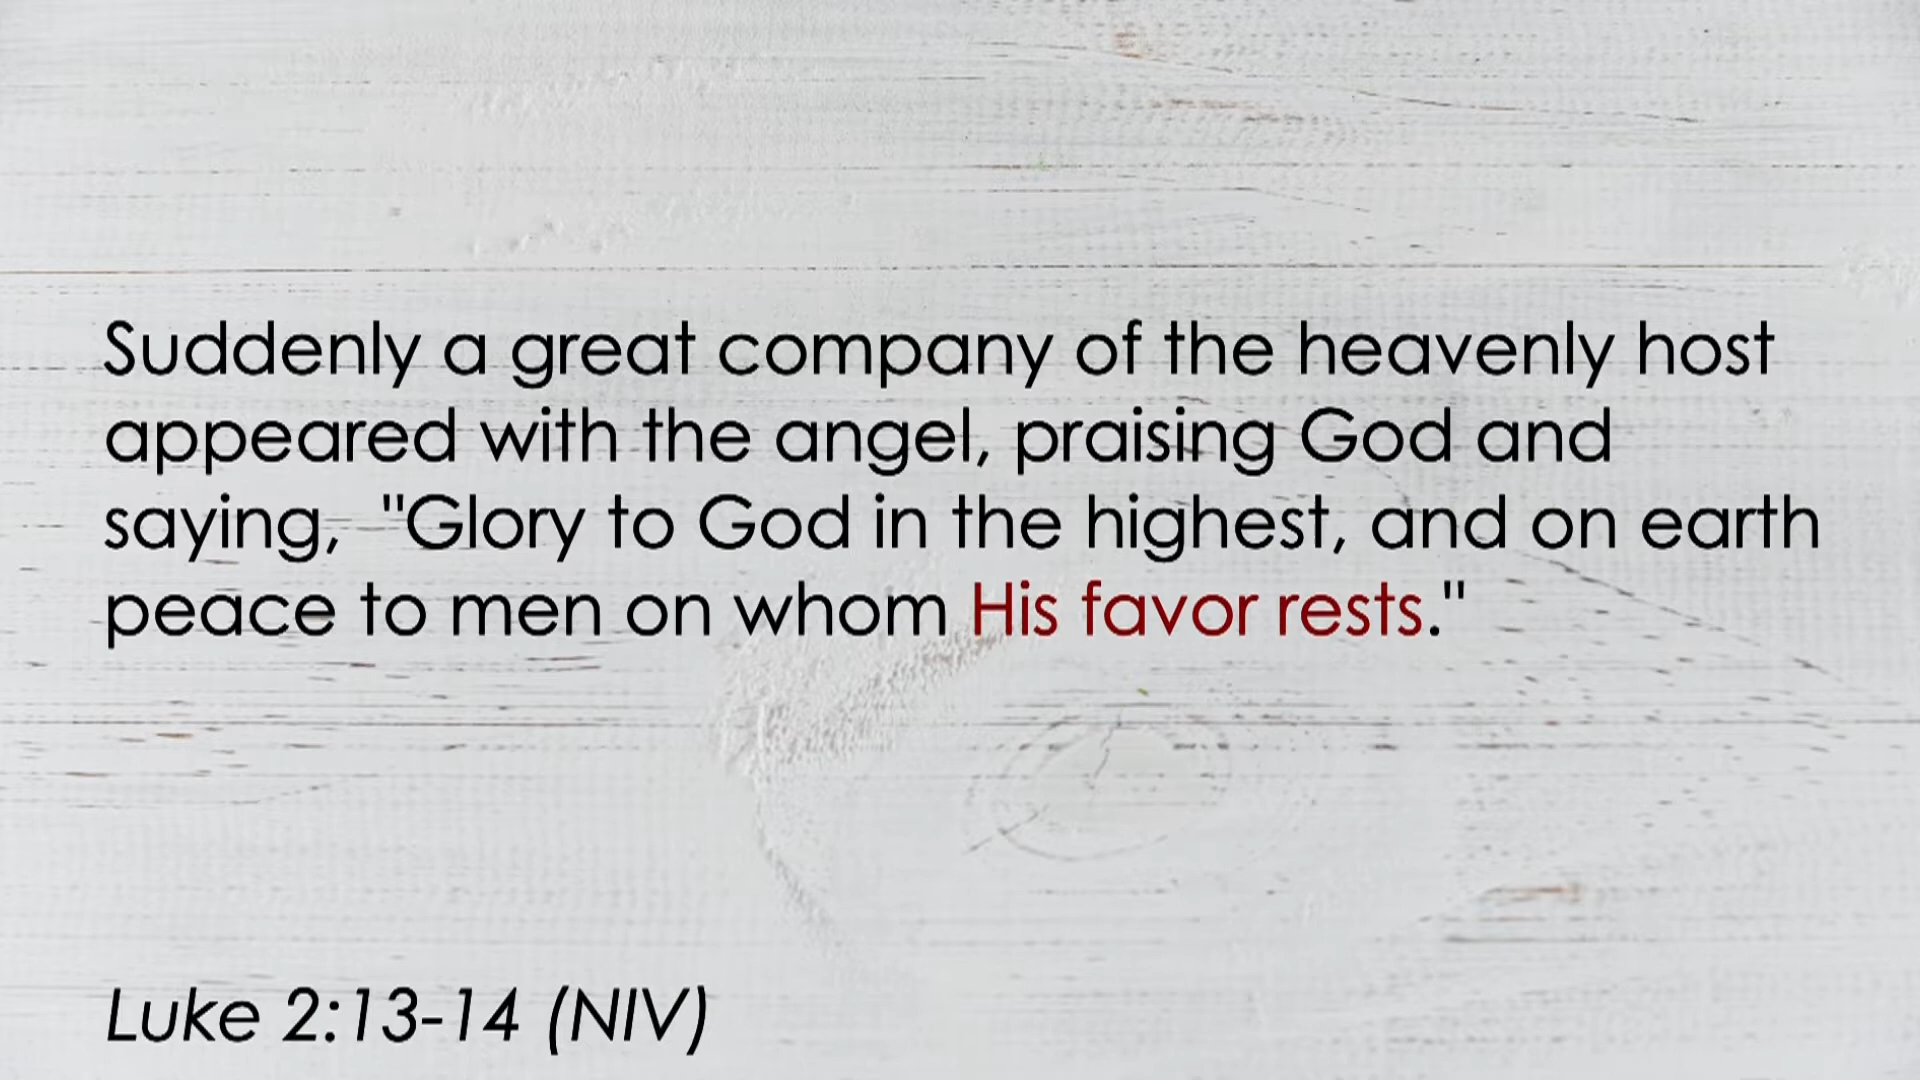 Suddenly a great company of the heavenly host
appeared with the angel, praising God and
saying, "Glory to God in the highest, and on earth
peace to men on whom His favor rests."
Luke 2:13-14 (NIV)